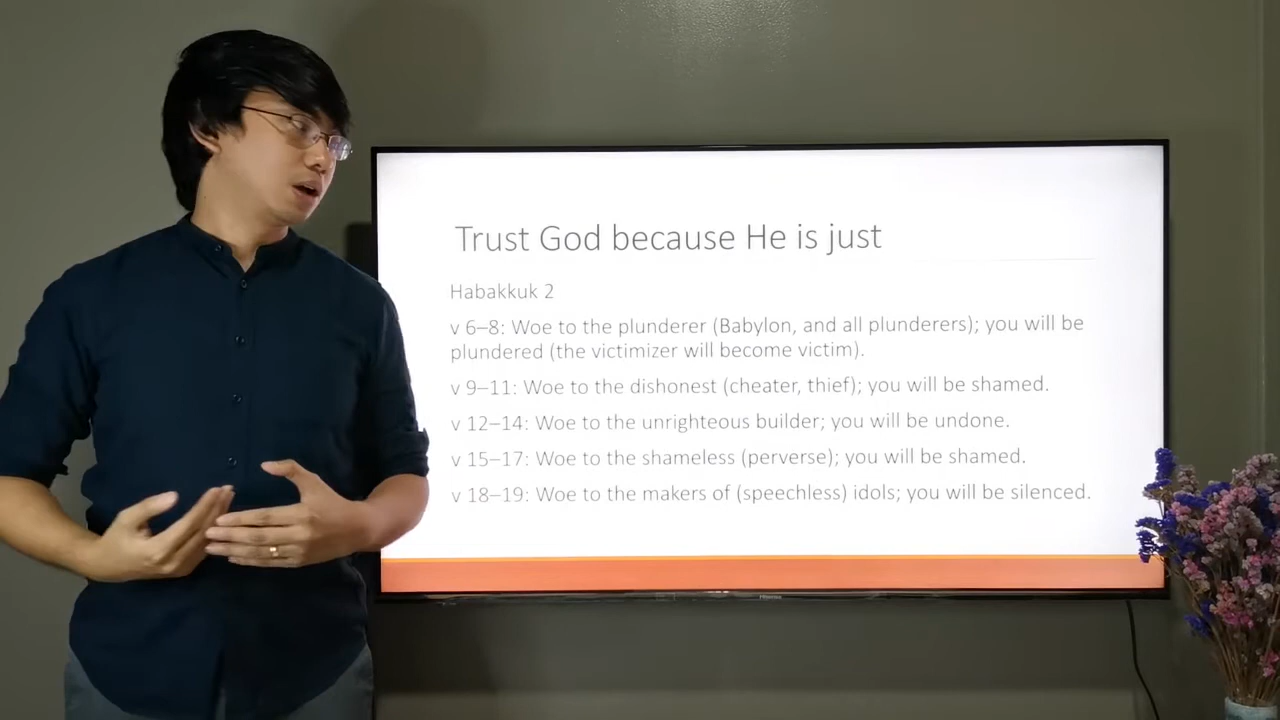 Trust God because He is just
Habakkuk 2
v 6–8: Woe to the plunderer (Babylon, and all plunderers); you will be
plundered (the victimizer will become victim).
v 9–11: Woe to the dishonest (cheater, thief); you will be shamed.
v 12–14: Woe to the unrighteous builder; you will be undone.
v 15–17: Woe to the shameless (perverse); you will be shamed.
v 18–19: Woe to the makers of (speechless) idols; you will be silenced.
Hisense